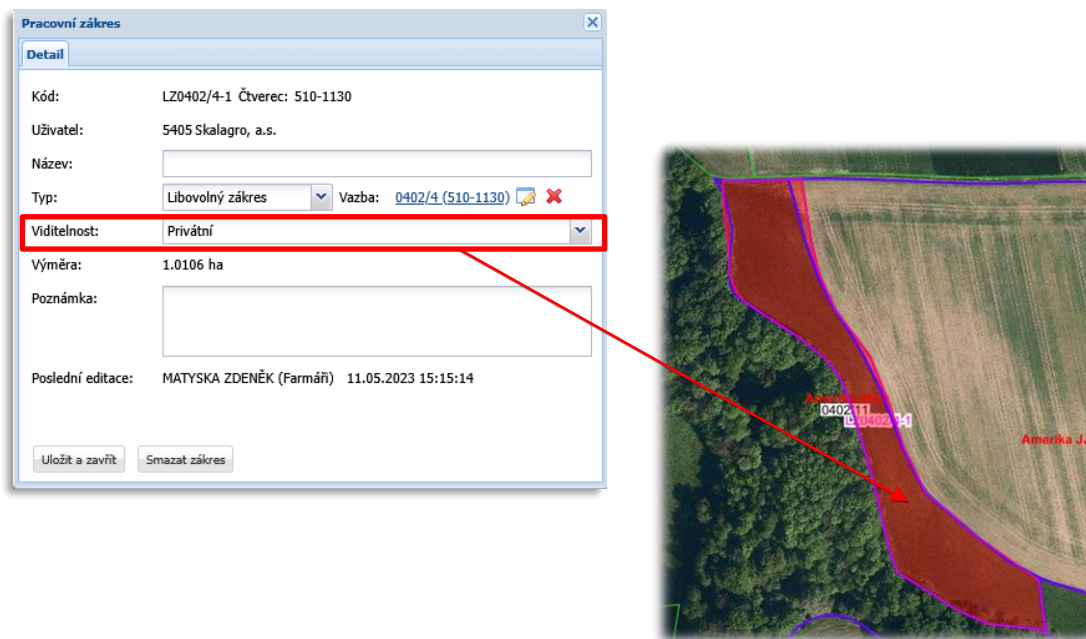 Pracovní zákres
Detail
Kód: LZ0402/4-1 Čtverec: 510-1130
Uživatel: 5405 Skalagro, a.s.
Název:
Typ: Libovolný zákres Vazba: 0402/4 (510-1130)
Viditelnost: Privátní
Výměra: 1.0106 ha
Poznámka:
Poslední editace: MATYSKA ZDENĚK (Farmáři) 11.05.2023 15:15:14
Uložit a zavřít Smazat zákres
0402/11
Amerika J.